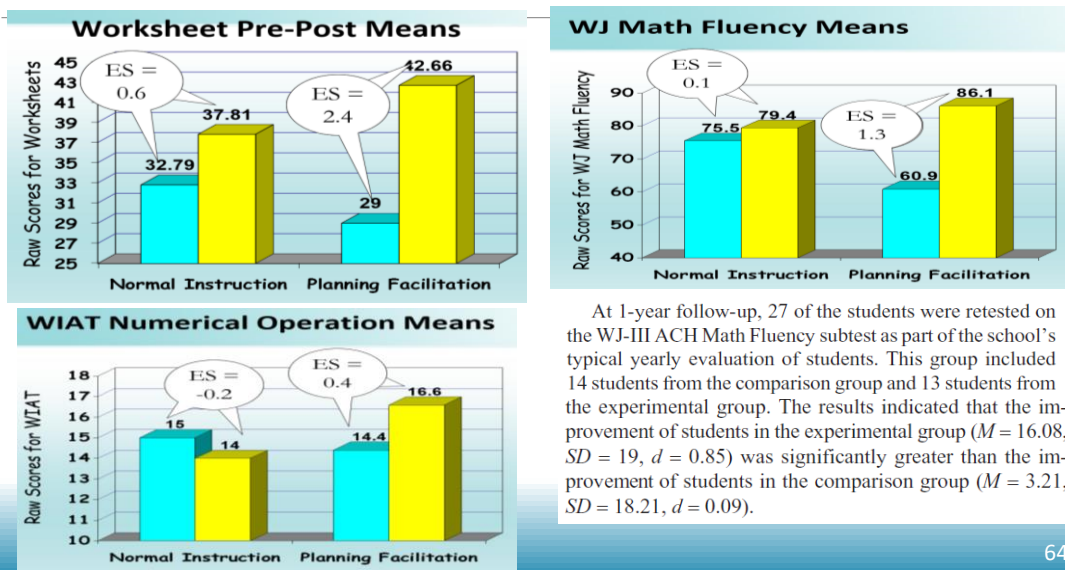 Worksheet Pre-Post Means
Raw Scores for Worksheets
45
43
41
39
37
35
33
31
29
27
25
ES =
0.6
ES =
2.4
32.79
37.81
29
42.66
Normal Instruction Planning Facilitation
WJ Math Fluency Means
Raw Scores for WJ Math Fluency
90
80
70
60
50
40
ES =
0.1
ES =
1.3
75.5
79.4
60.9
86.1
Normal Instruction Planning Facilitation
WIAT Numerical Operation Means
Raw Scores for WIAT
18
17
16
15
14
13
12
11
10
ES =
-0.2
ES =
0.4
15
14
14.4
16.6
Normal Instruction Planning Facilitation
At 1-year follow-up, 27 of the students were retested on
the WJ-III ACH Math Fluency subtest as part of the school’s
typical yearly evaluation of students. This group included
14 students from the comparison group and 13 students from
the experimental group. The results indicated that the im-
provement of students in the experimental group (M = 16.08,
SD = 19, d = 0.85) was significantly greater than the im-
provement of students in the comparison group (M = 3.21,
SD = 18.21, d = 0.09).
64